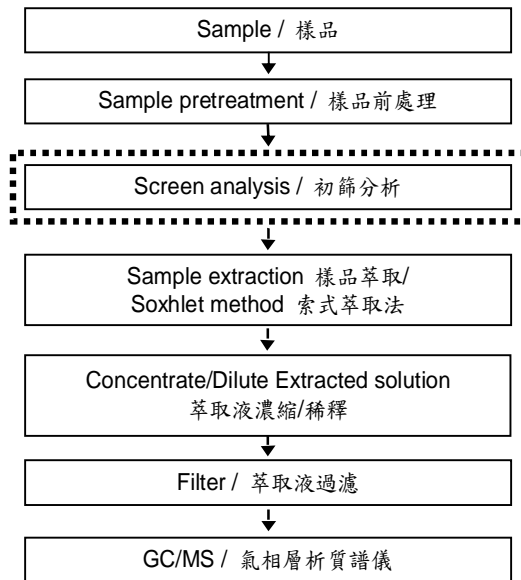 Sample / 樣品
Sample pretreatment / 樣品前處理
Screen analysis / 初篩分析
Sample extraction 樣品萃取/
Soxhlet method 索式萃取法
Concentrate/Dilute Extracted solution
萃取液濃縮/稀釋
Filter / 萃取液過濾
GC/MS / 氣相層析質譜儀